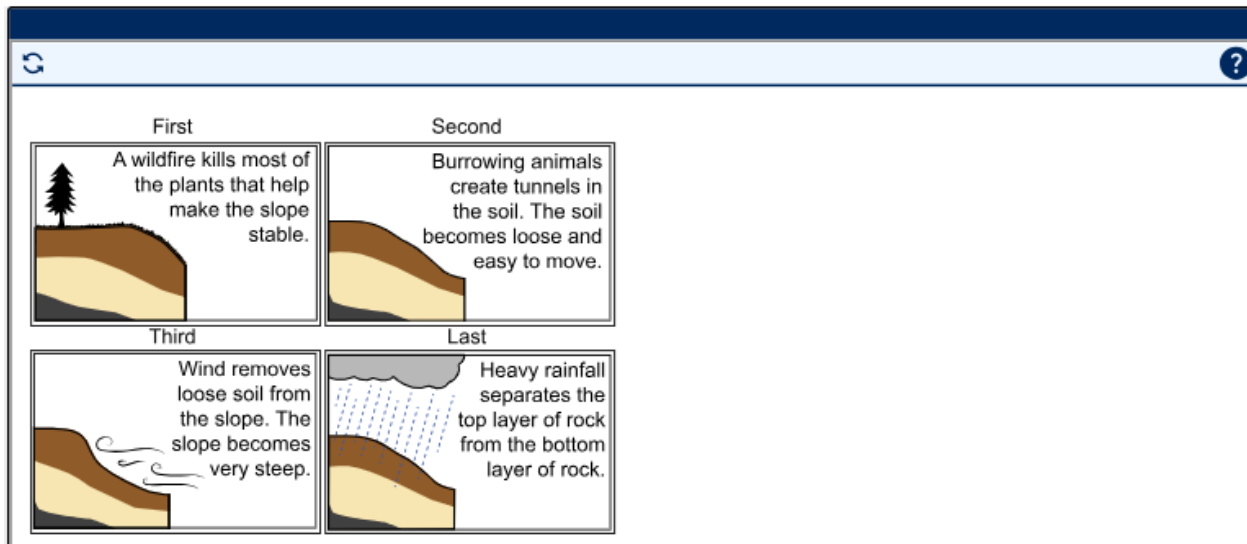 ?
First
A wildfire kills most of
the plants that help
make the slope
stable.
Second
Burrowing animals
create tunnels in
the soil. The soil
becomes loose and
easy to move.
Third
Wind removes
loose soil from
the slope. The
slope becomes
very steep.
Last
Heavy rainfall
separates the
top layer of rock
from the bottom
layer of rock.